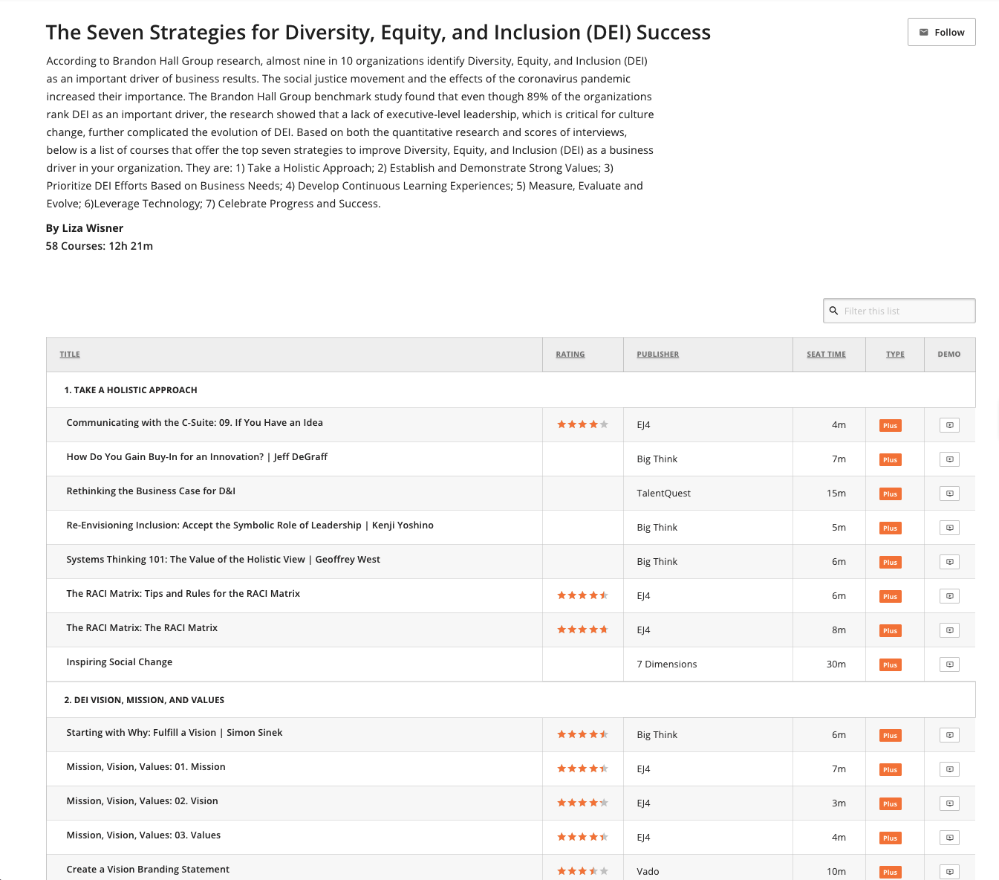 The Seven Strategies for Diversity, Equity, and Inclusion (DEI) Success
Follow
According to Brandon Hall Group research, almost nine in 10 organizations identify Diversity, Equity, and Inclusion (DEI)
as an important driver of business results. The social justice movement and the effects of the coronavirus pandemic
increased their importance. The Brandon Hall Group benchmark study found that even though 89% of the organizations
rank DEI as an important driver, the research showed that a lack of executive-level leadership, which is critical for culture
change, further complicated the evolution of DEI. Based on both the quantitative research and scores of interviews,
below is a list of courses that offer the top seven strategies to improve Diversity, Equity, and Inclusion (DEI) as a business
driver in your organization. They are: 1) Take a Holistic Approach; 2) Establish and Demonstrate Strong Values; 3)
Prioritize DEI Efforts Based on Business Needs; 4) Develop Continuous Learning Experiences; 5) Measure, Evaluate and
Evolve; 6)Leverage Technology; 7) Celebrate Progress and Success.
By Liza Wisner
58 Courses: 12h 21m
Filter this list
TITLE RATING PUBLISHER SEAT TIME TYPE DEMO
1. TAKE A HOLISTIC APPROACH
Communicating with the C-Suite: 09. If You Have an Idea EJ4 4m Plus
How Do You Gain Buy-In for an Innovation? | Jeff DeGraff Big Think 7m Plus
Rethinking the Business Case for D&I TalentQuest 15m Plus
Re-Envisioning Inclusion: Accept the Symbolic Role of Leadership | Kenji Yoshino Big Think 5m Plus
Systems Thinking 101: The Value of the Holistic View | Geoffrey West Big Think 6m Plus
The RACI Matrix: Tips and Rules for the RACI Matrix EJ4 6m Plus
The RACI Matrix: The RACI Matrix EJ4 8m Plus
Inspiring Social Change 7 Dimensions 30m Plus
2. DEI VISION, MISSION, AND VALUES
Starting with Why: Fulfill a Vision | Simon Sinek Big Think 6m Plus
Mission, Vision, Values: 01. Mission EJ4 7m Plus
Mission, Vision, Values: 02. Vision EJ4 3m Plus
Mission, Vision, Values: 03. Values EJ4 4m Plus
Create a Vision Branding Statement Vado 10m Plus